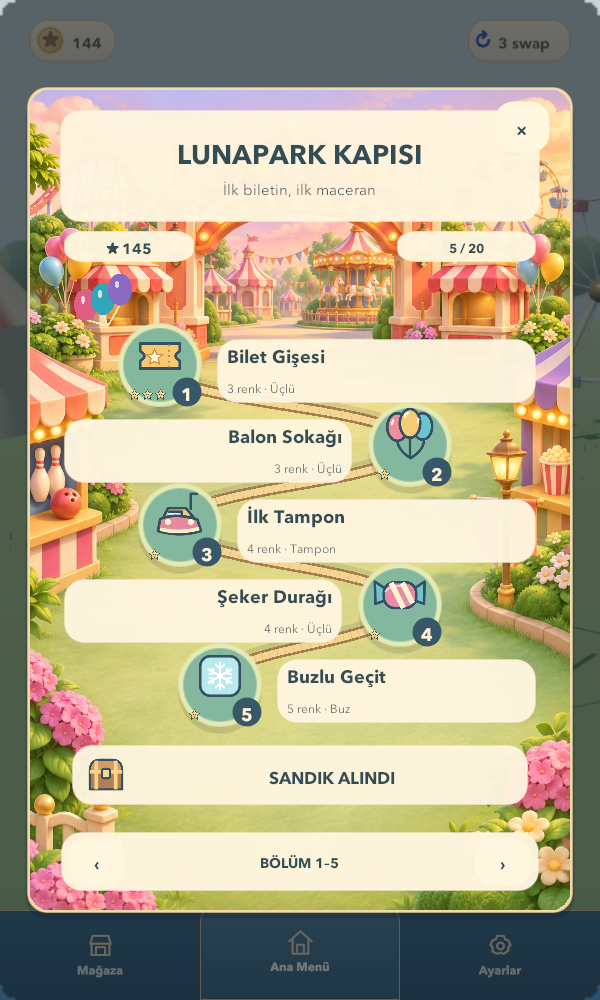 144
3 swap
×
LUNAPARK KAPISI
İlk biletin, ilk maceran
145
5 / 20
Bilet Gişesi
3 renk · Üçlü
1
Balon Sokağı
3 renk · Üçlü
2
İlk Tampon
4 renk · Tampon
3
Şeker Durağı
4 renk · Üçlü
4
Buzlu Geçit
5 renk · Buz
5
SANDIK ALINDI
‹ BÖLÜM 1–5 ›
Mağaza
Ana Menü
Ayarlar